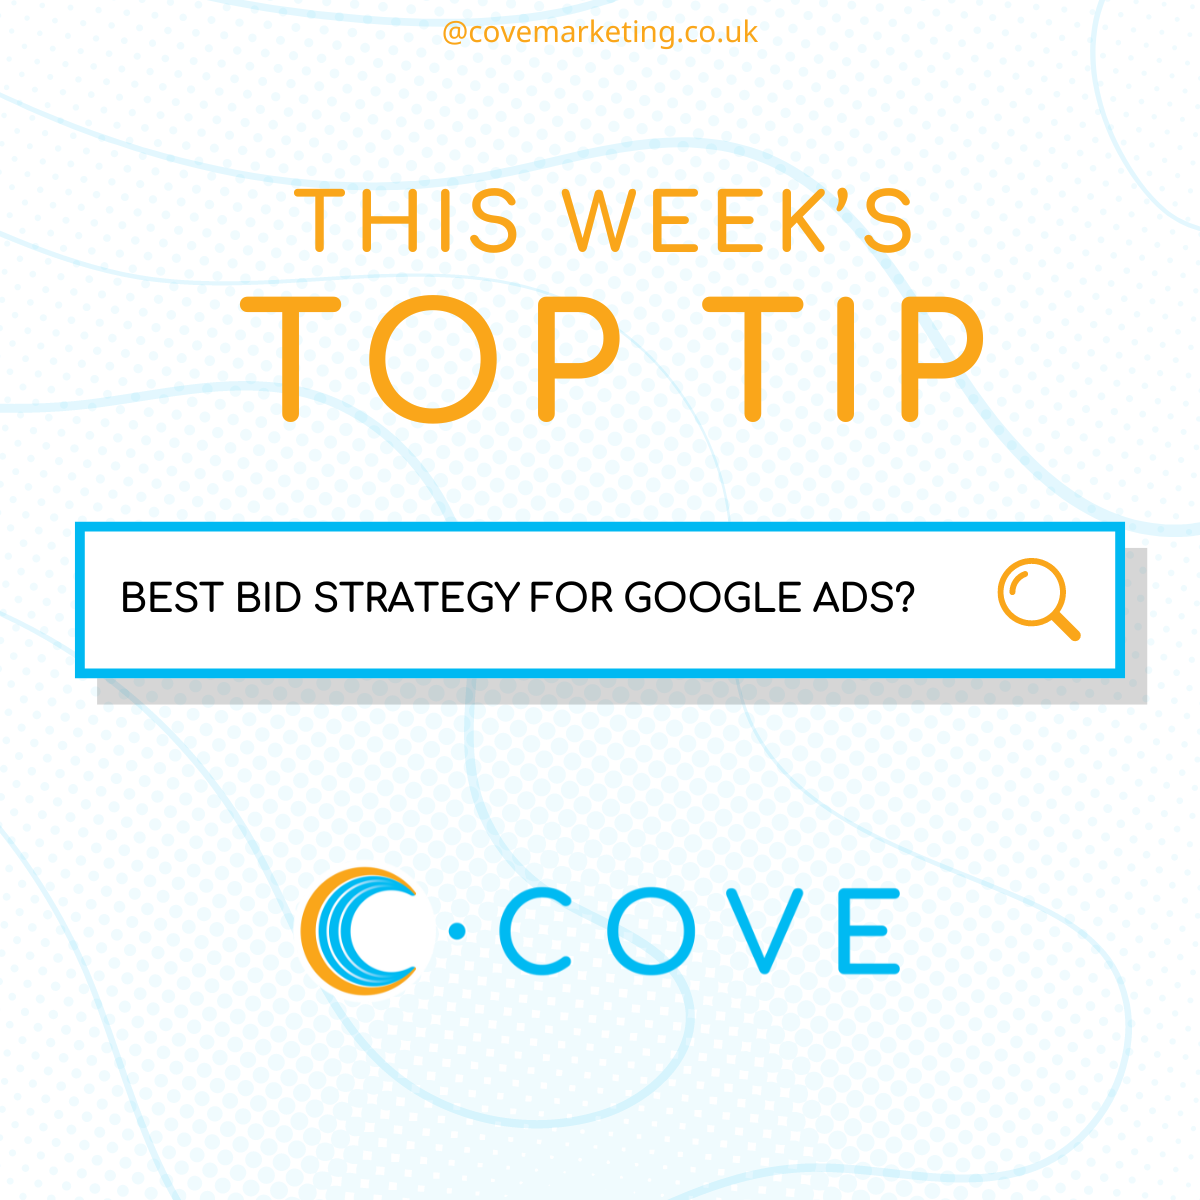 @covemarketing.co.uk
THIS WEEK’S
TOP TIP
BEST BID STRATEGY FOR GOOGLE ADS?
COVE